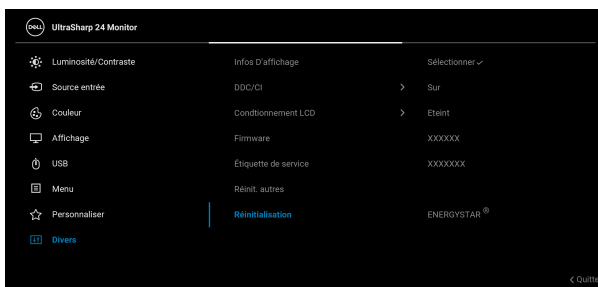 DELL UltraSharp 24 Monitor
Luminosité/Contraste Infos D'affichage Sélectionner
Source entrée DDC/CI Sur
Couleur Condtionnement LCD Eteint
Affichage Firmware XXXXXX
USB Étiquette de service XXXXXXX
Menu Réinit. autres
Personnaliser Réinitialisation ENERGYSTAR ®
Divers
Quitte